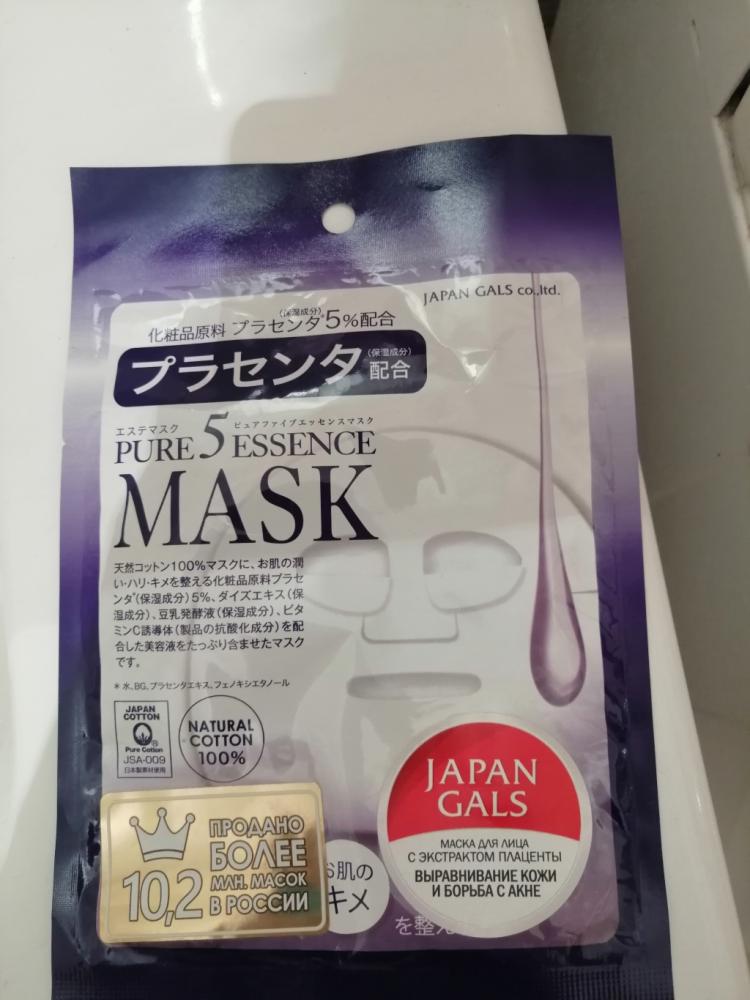 JAPAN GALS co.,ltd.
(保湿成分)
化粧品原料 プラセンタ*5%配合
プラセンタ(保湿成分)配合
エステマスク ピュアファイブエッセンスマスク
PURE 5 ESSENCE
MASK
天然コットン100%マスクに、お肌の潤
い・ハリ・キメを整える化粧品原料プラセ
ンタ*(保湿成分)5%、ダイズエキス(保
湿成分)、豆乳発酵液(保湿成分)、ビタ
ミンC誘導体(製品の抗酸化成分)を配
合した美容液をたっぷり含ませたマスク
です。
*水、BG、プラセンタエキス、フェノキシエタノール
JAPAN
COTTON
Pure Cotton
JSA-009
日本製素材使用
NATURAL
COTTON
100%
JAPAN
GALS
МАСКА ДЛЯ ЛИЦА
С ЭКСТРАКТОМ ПЛАЦЕНТЫ
ВЫРАВНИВАНИЕ КОЖИ
И БОРЬБА С АКНЕ
ПРОДАНО
БОЛЕЕ
10,2 МЛН. МАСОК
В РОССИИ
お肌の
キメ
を整え